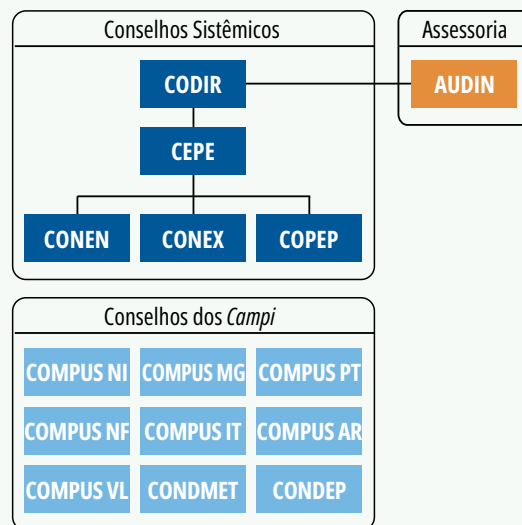 Conselhos Sistêmicos
Assessoria
CODIR
AUDIN
CEPE
CONEN
CONEX
COPEP
Conselhos dos Campi
COMPUS NI
COMPUS MG
COMPUS PT
COMPUS NF
COMPUS IT
COMPUS AR
COMPUS VL
CONDMET
CONDEP